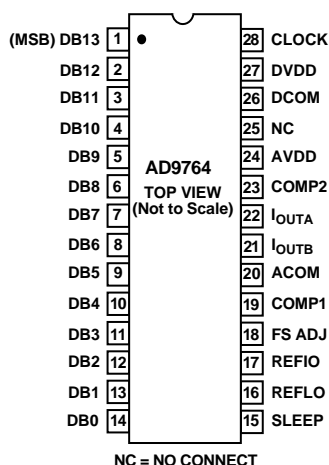 (MSB) DB13 1 28 CLOCK
DB12 2 27 DVDD
DB11 3 26 DCOM
DB10 4 25 NC
DB9 5 24 AVDD
DB8 6 23 COMP2
DB7 7 22 IOUTA
DB6 8 21 IOUTB
DB5 9 20 ACOM
DB4 10 19 COMP1
DB3 11 18 FS ADJ
DB2 12 17 REFIO
DB1 13 16 REFLO
DB0 14 15 SLEEP
AD9764
TOP VIEW
(Not to Scale)
NC = NO CONNECT